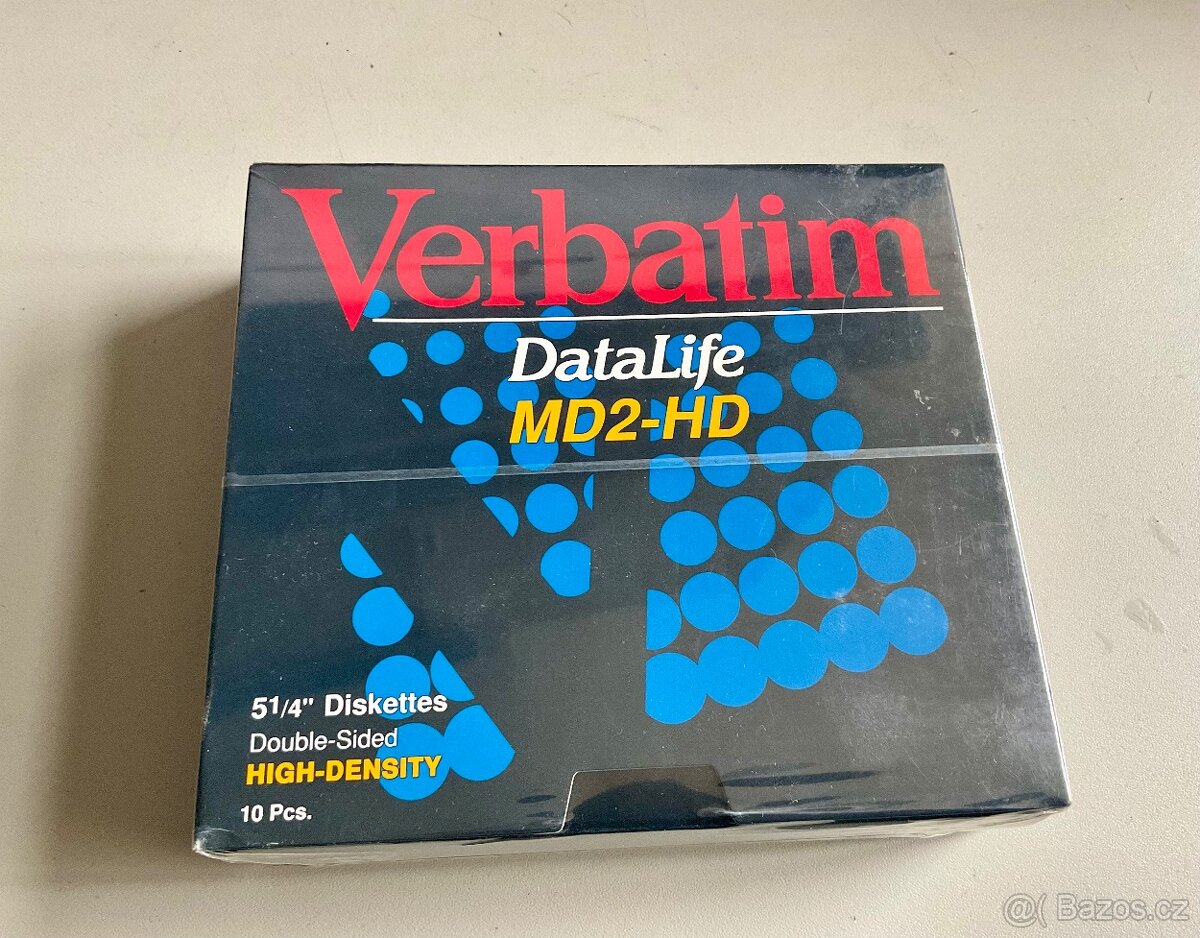 Verbatim
DataLife
MD2-HD
5 1/4" Diskettes
Double-Sided
HIGH-DENSITY
10 Pcs.
@( Bazos.cz